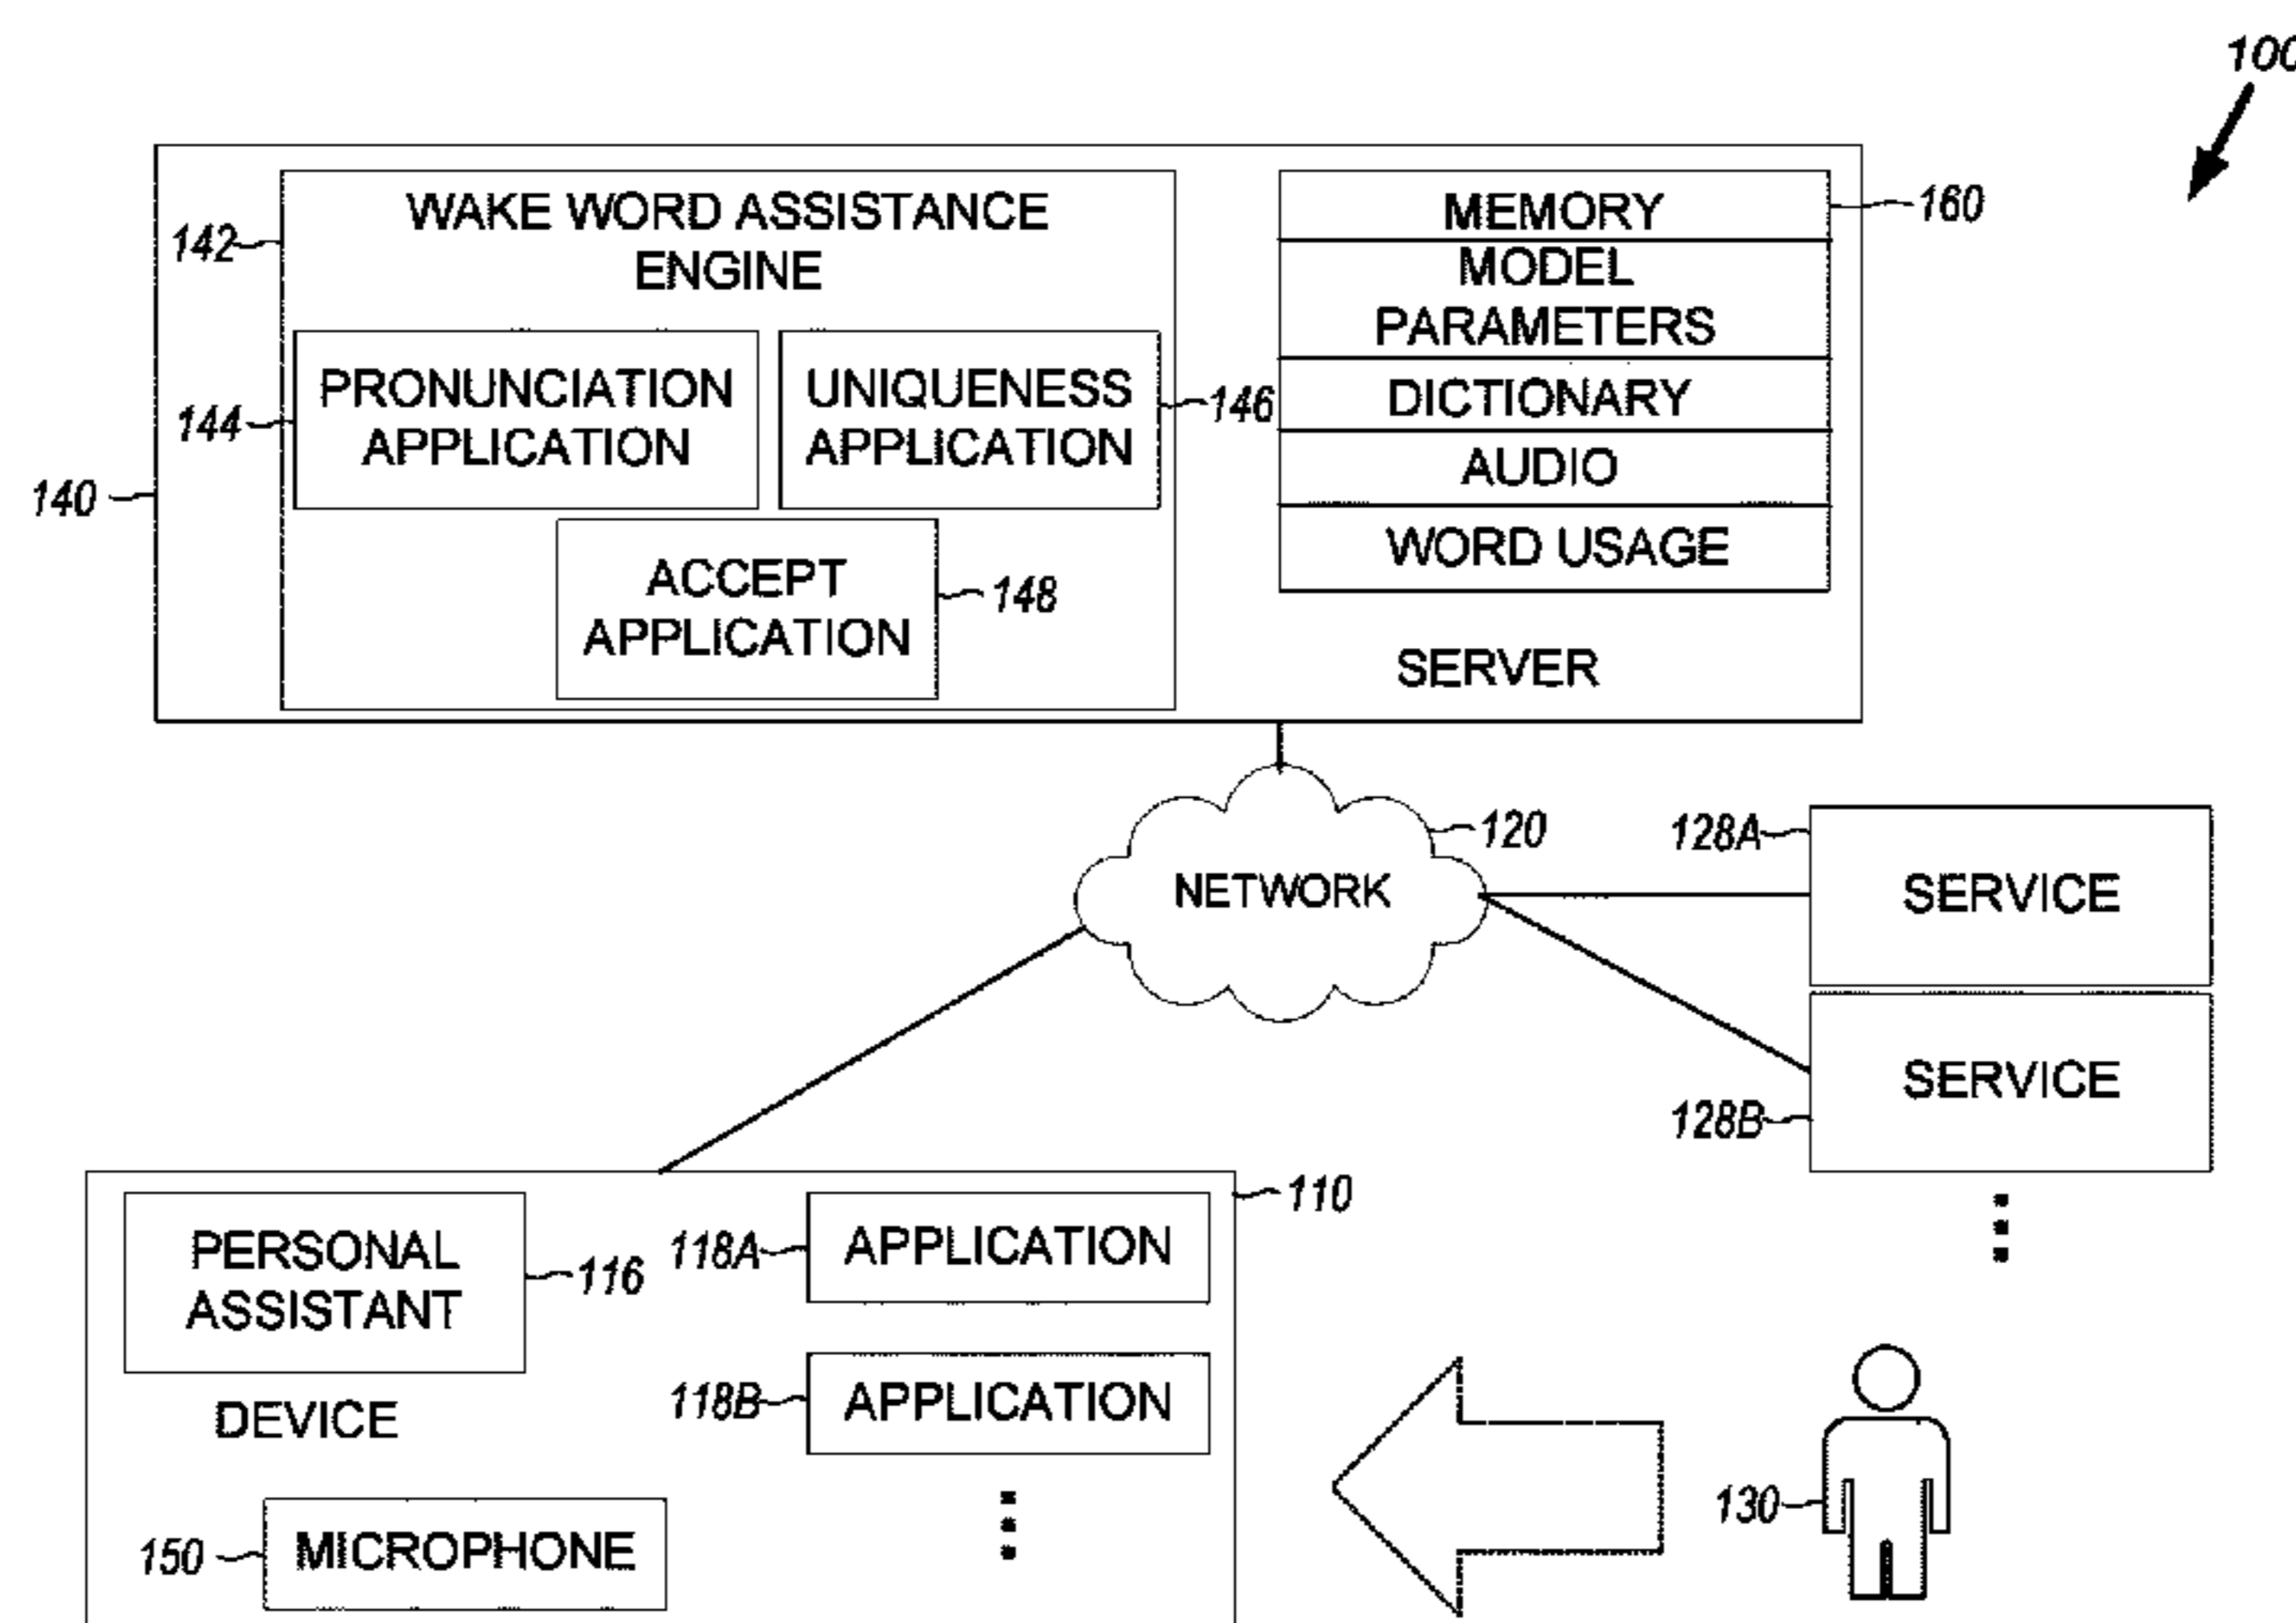 100
WAKE WORD ASSISTANCE
ENGINE
142
PRONUNCIATION
APPLICATION
144
UNIQUENESS
APPLICATION
146
ACCEPT
APPLICATION
148
140
MEMORY
160
MODEL
PARAMETERS
DICTIONARY
AUDIO
WORD USAGE
SERVER
NETWORK
120
128A
SERVICE
SERVICE
128B
110
PERSONAL
ASSISTANT
116
118A
APPLICATION
118B
APPLICATION
DEVICE
150
MICROPHONE
130